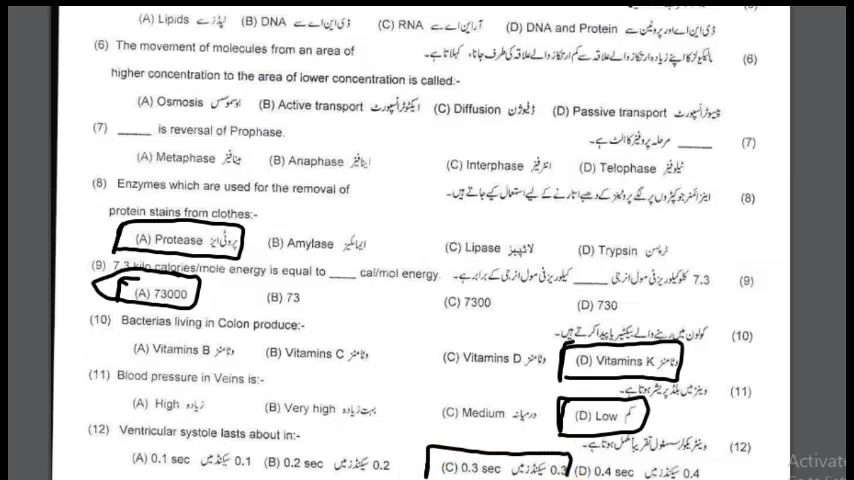 (A) Lipids لپڈز سے (B) DNA ڈی این اے سے (C) RNA آر این اے سے (D) DNA and Protein ڈی این اے اور پروٹین سے
(6) The movement of molecules from an area of مالیکیولز کا اپنے زیادہ ارتکاز والے علاقہ سے کم ارتکاز والے علاقہ کی طرف جانا، کہلاتا ہے۔ (6)
higher concentration to the area of lower concentration is called:-
(A) Osmosis اوسموسس (B) Active transport ایکٹو ٹرانسپورٹ (C) Diffusion ڈفیوژن (D) Passive transport پیسیو ٹرانسپورٹ
(7) _____ is reversal of Prophase. _____ مرحلہ پروفیز کا الٹ ہے۔ (7)
(A) Metaphase میٹافیز (B) Anaphase اینافیز (C) Interphase انٹرفیز (D) Telophase ٹیلوفیز
(8) Enzymes which are used for the removal of اینزائمز جو کپڑوں پر لگے پروٹینز کے دھبے اتارنے کے لیے استعمال کیے جاتے ہیں۔ (8)
protein stains from clothes:-
(A) Protease پروٹی ایز (B) Amylase ایمائلیز (C) Lipase لائپیز (D) Trypsin ٹرپسن
(9) 7.3 kilo calories/mole energy is equal to ____ cal/mol energy. 7.3 کلوکیلوریز فی مول انرجی _____ کیلوریز فی مول انرجی کے برابر ہے۔ (9)
(A) 73000 (B) 73 (C) 7300 (D) 730
(10) Bacterias living in Colon produce:- کولون میں رہنے والے بیکٹیریا پیدا کرتے ہیں۔ (10)
(A) Vitamins B وٹامنز (B) Vitamins C وٹامنز (C) Vitamins D وٹامنز (D) Vitamins K وٹامنز
(11) Blood pressure in Veins is:- وینز میں بلڈ پریشر ہوتا ہے۔ (11)
(A) High زیادہ (B) Very high بہت زیادہ (C) Medium درمیانہ (D) Low کم
(12) Ventricular systole lasts about in:- وینٹریکولر سسٹول تقریباً مکمل ہوتا ہے۔ (12)
(A) 0.1 sec 0.1 سیکنڈز میں (B) 0.2 sec 0.2 سیکنڈز میں (C) 0.3 sec 0.3 سیکنڈز میں (D) 0.4 sec 0.4 سیکنڈز میں
Activate